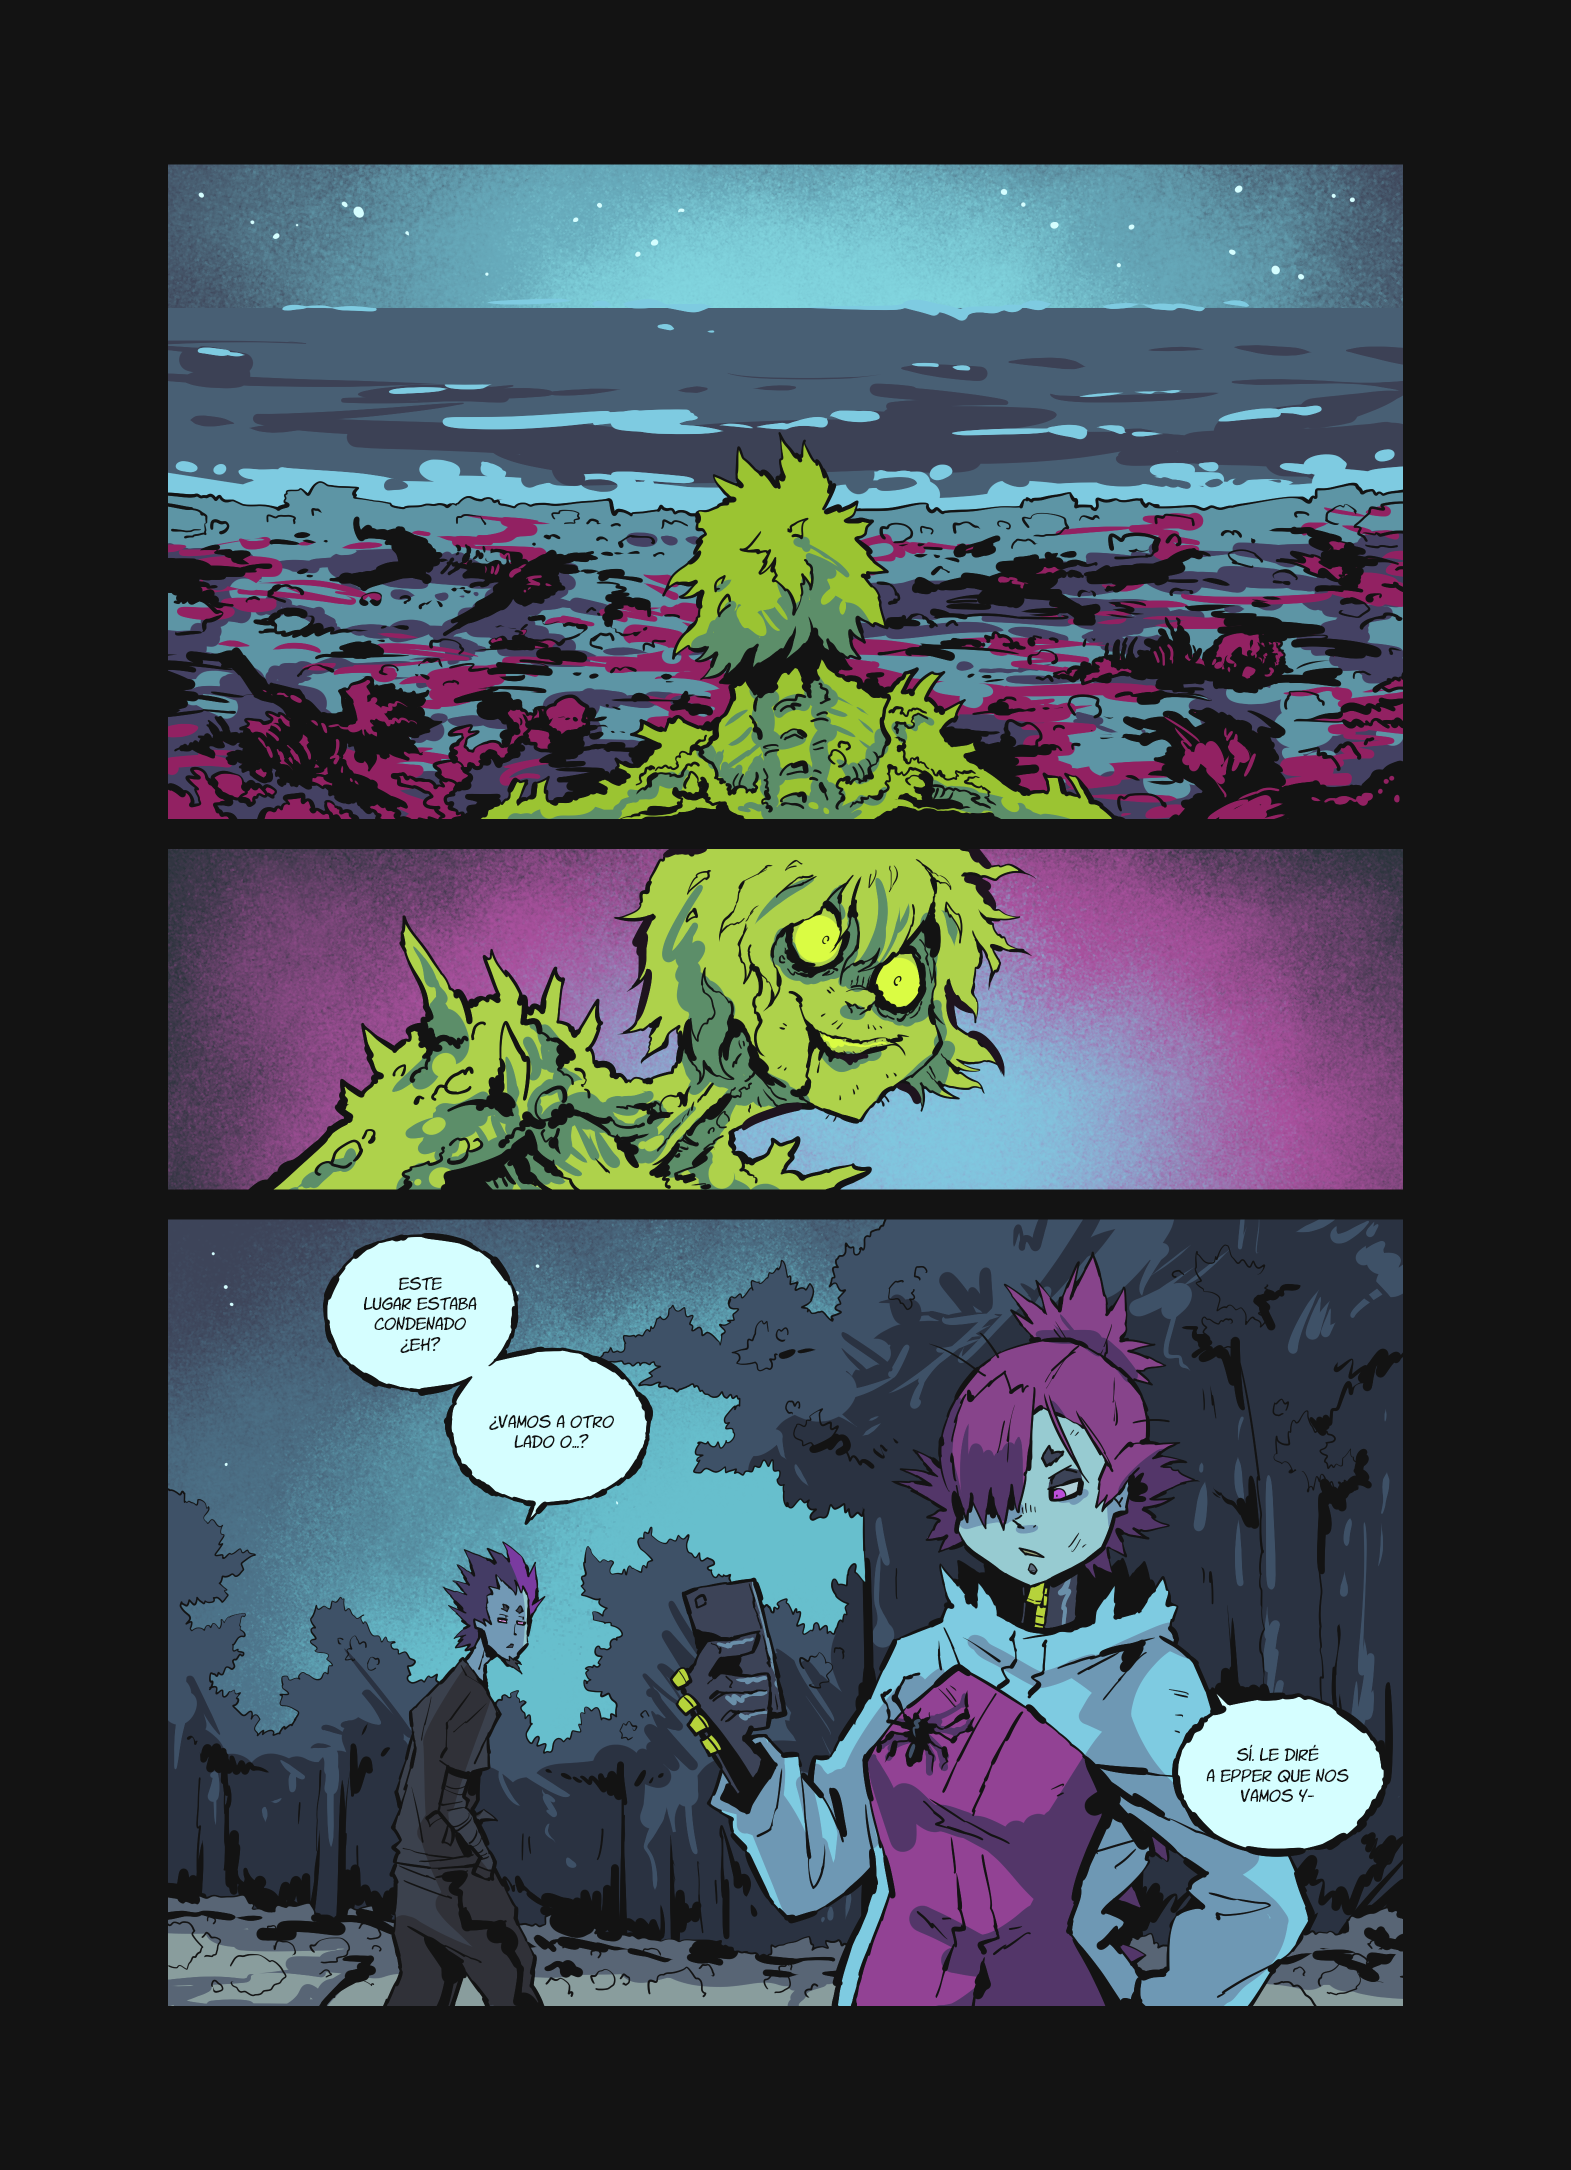 ESTE
LUGAR ESTABA
CONDENADO
¿EH?
¿VAMOS A OTRO
LADO O...?
SÍ. LE DIRÉ
A EPPER QUE NOS
VAMOS Y-